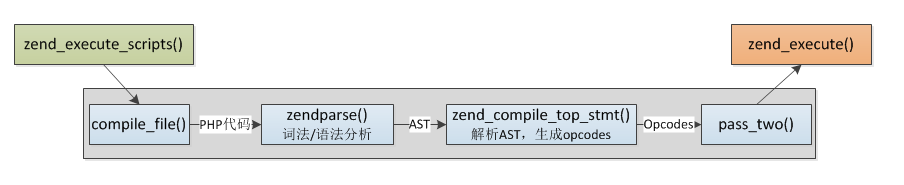 zend_execute_scripts()
zend_execute()
compile_file()
PHP代码
zendparse()
词法/语法分析
AST
zend_compile_top_stmt()
解析AST，生成opcodes
Opcodes
pass_two()